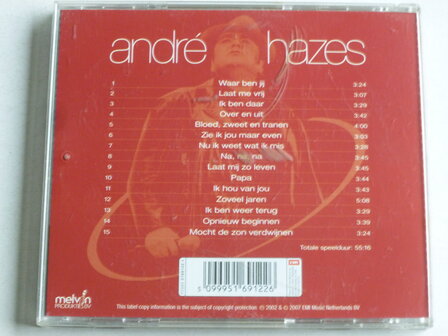 andré hazes
1 Waar ben jij 3:24
2 Laat me vrij 3:07
3 Ik ben daar 3:29
4 Over en uit 3:42
5 Bloed, zweet en tranen 4:00
6 Zie ik jou maar even 3:03
7 Nu ik weet wat ik mis 3:28
8 Na, na, na 3:45
9 Laat mij zo leven 3:45
10 Papa 3:44
11 Ik hou van jou 3:43
12 Zoveel jaren 5:08
13 Ik ben weer terug 3:29
14 Opnieuw beginnen 3:39
15 Mocht de zon verdwijnen 3:24
Totale speelduur: 55:16
melvin
PRODUKTIES BV
5 099951 691226
This label copy information is the subject of copyright protection. ℗ 2002 & © 2007 EMI Music Netherlands BV